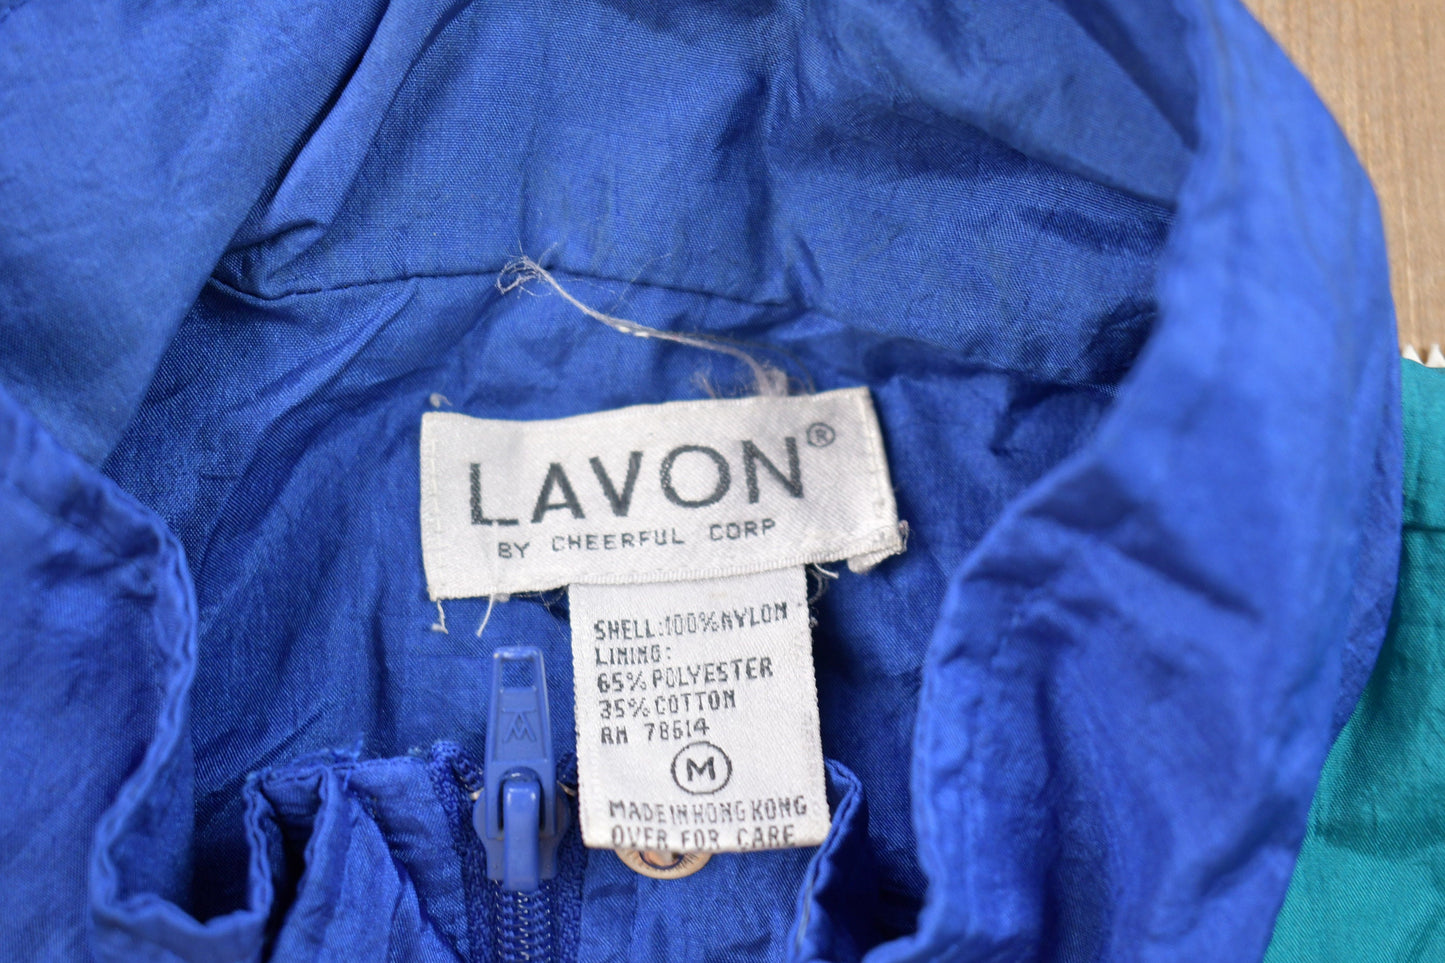 LAVON®
BY CHEERFUL CORP
SHELL:100%NYLON
LINING:
65%POLYESTER
35%COTTON
RN 78614
M
MADE IN HONG KONG
OVER FOR CARE